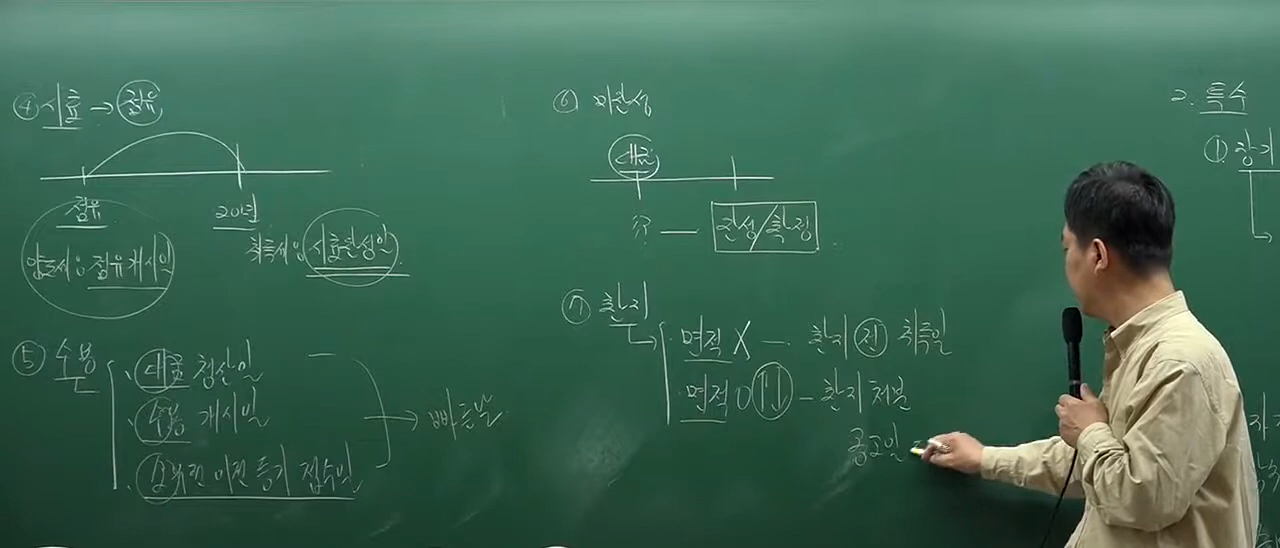 ④ 시효 → 점유
점유
20년
양도세: 점유개시일
취득세: 시효완성일
⑤ 수용
대금 청산일
수용 개시일
소유권 이전 등기 접수일
→ 빠른날
⑥ 미완성
대금
완성/확정
⑦ 환지
면적 X — 환지 전 취득일
면적 O ↑↓ — 환지 처분
공고일
2. 특수
① 장기